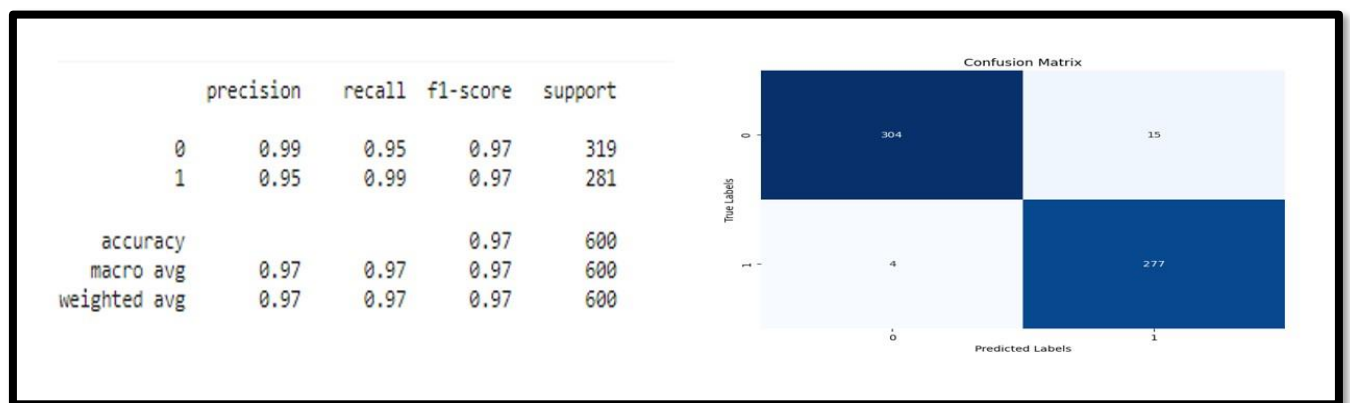 precision recall f1-score support
0 0.99 0.95 0.97 319
1 0.95 0.99 0.97 281
accuracy 0.97 600
macro avg 0.97 0.97 0.97 600
weighted avg 0.97 0.97 0.97 600
Confusion Matrix
True Labels
0
304 15
1
4 277
0 1
Predicted Labels